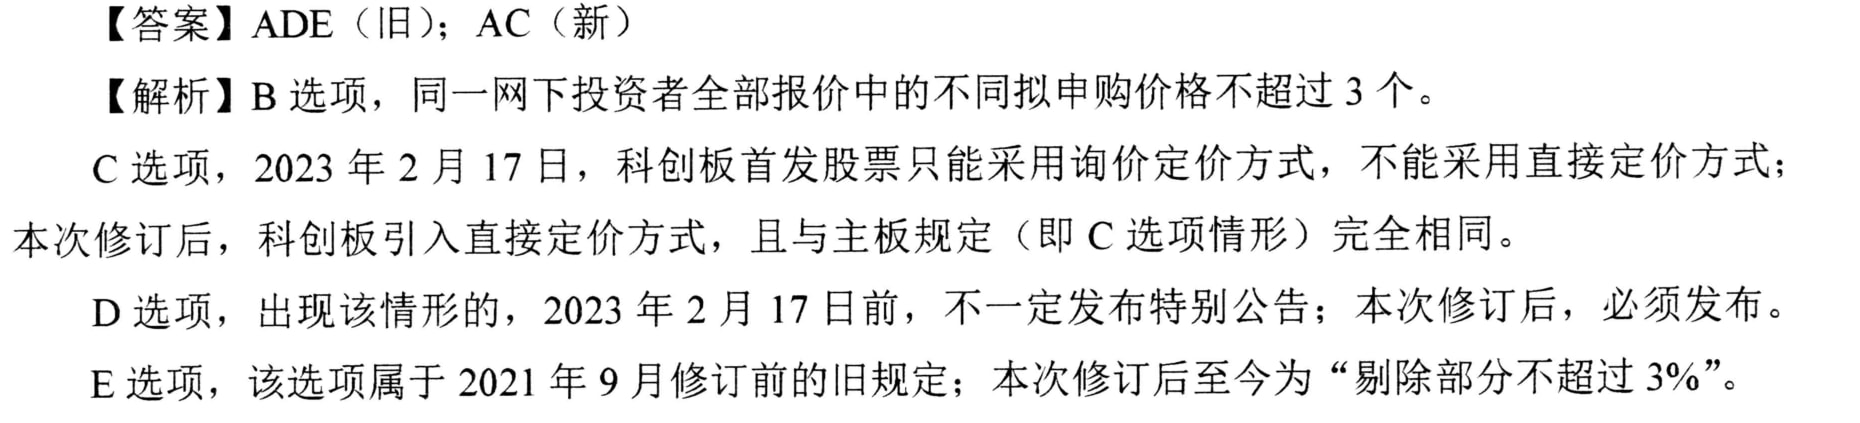 【答案】ADE（旧）；AC（新）
【解析】B 选项，同一网下投资者全部报价中的不同拟申购价格不超过 3 个。
C 选项，2023 年 2 月 17 日，科创板首发股票只能采用询价定价方式，不能采用直接定价方式；
本次修订后，科创板引入直接定价方式，且与主板规定（即 C 选项情形）完全相同。
D 选项，出现该情形的，2023 年 2 月 17 日前，不一定发布特别公告；本次修订后，必须发布。
E 选项，该选项属于 2021 年 9 月修订前的旧规定；本次修订后至今为“剔除部分不超过 3%”。